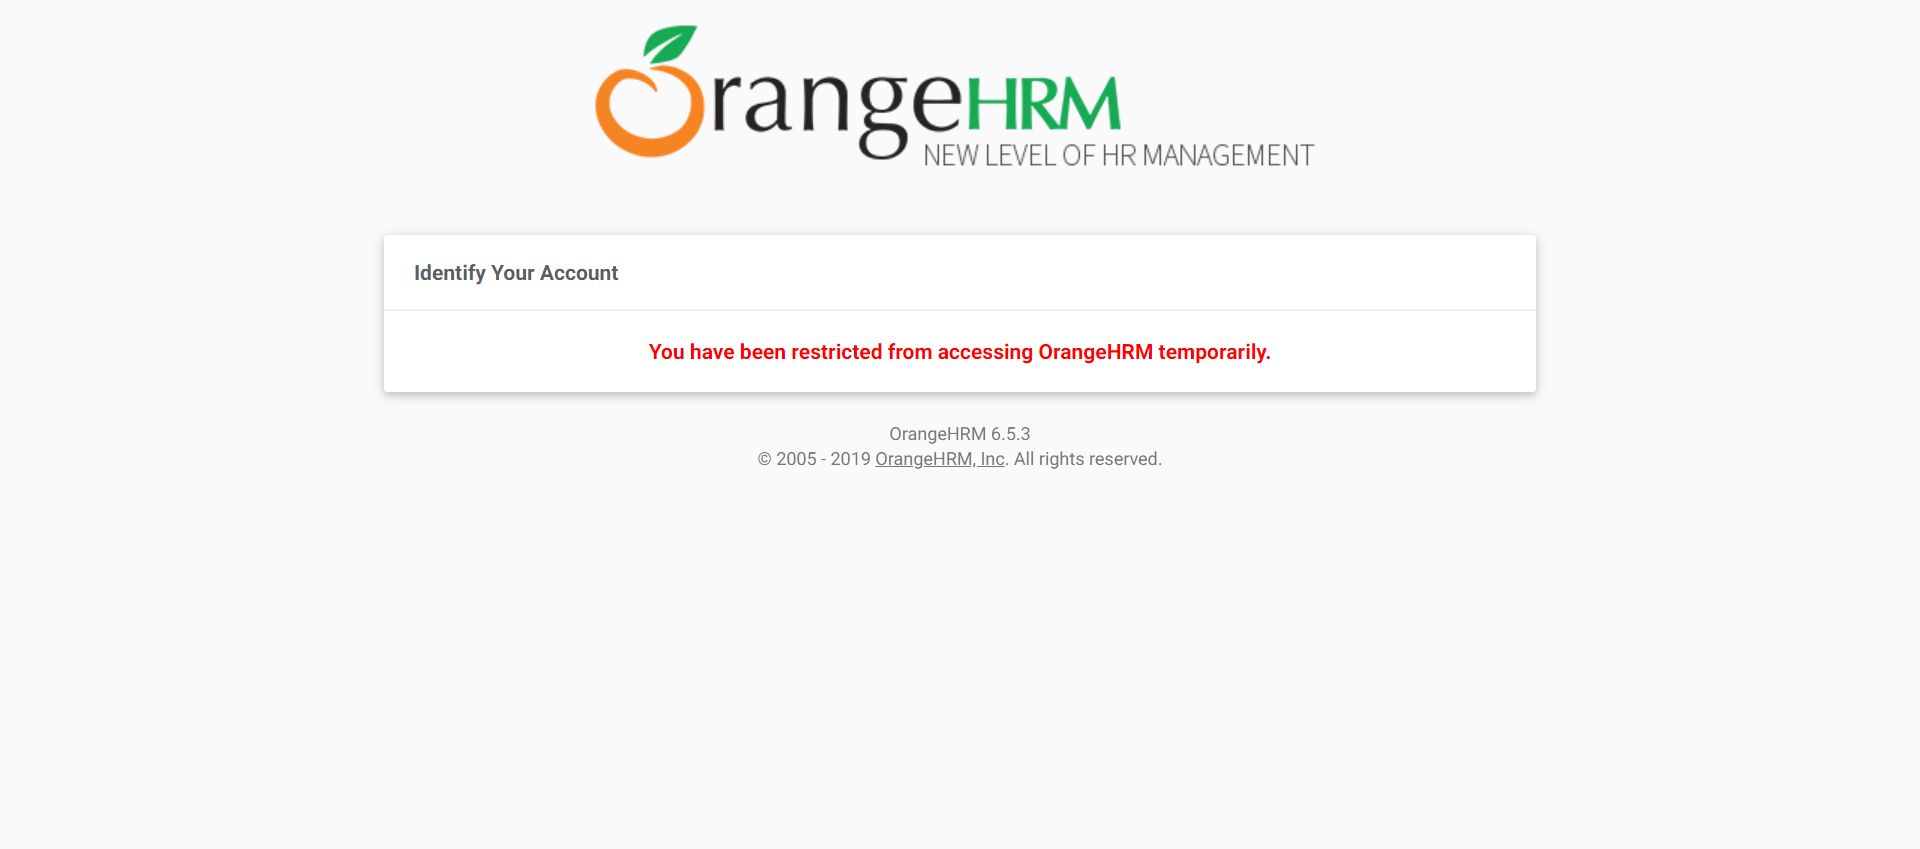 OrangeHRM
NEW LEVEL OF HR MANAGEMENT
Identify Your Account
You have been restricted from accessing OrangeHRM temporarily.
OrangeHRM 6.5.3
© 2005 - 2019 OrangeHRM, Inc. All rights reserved.